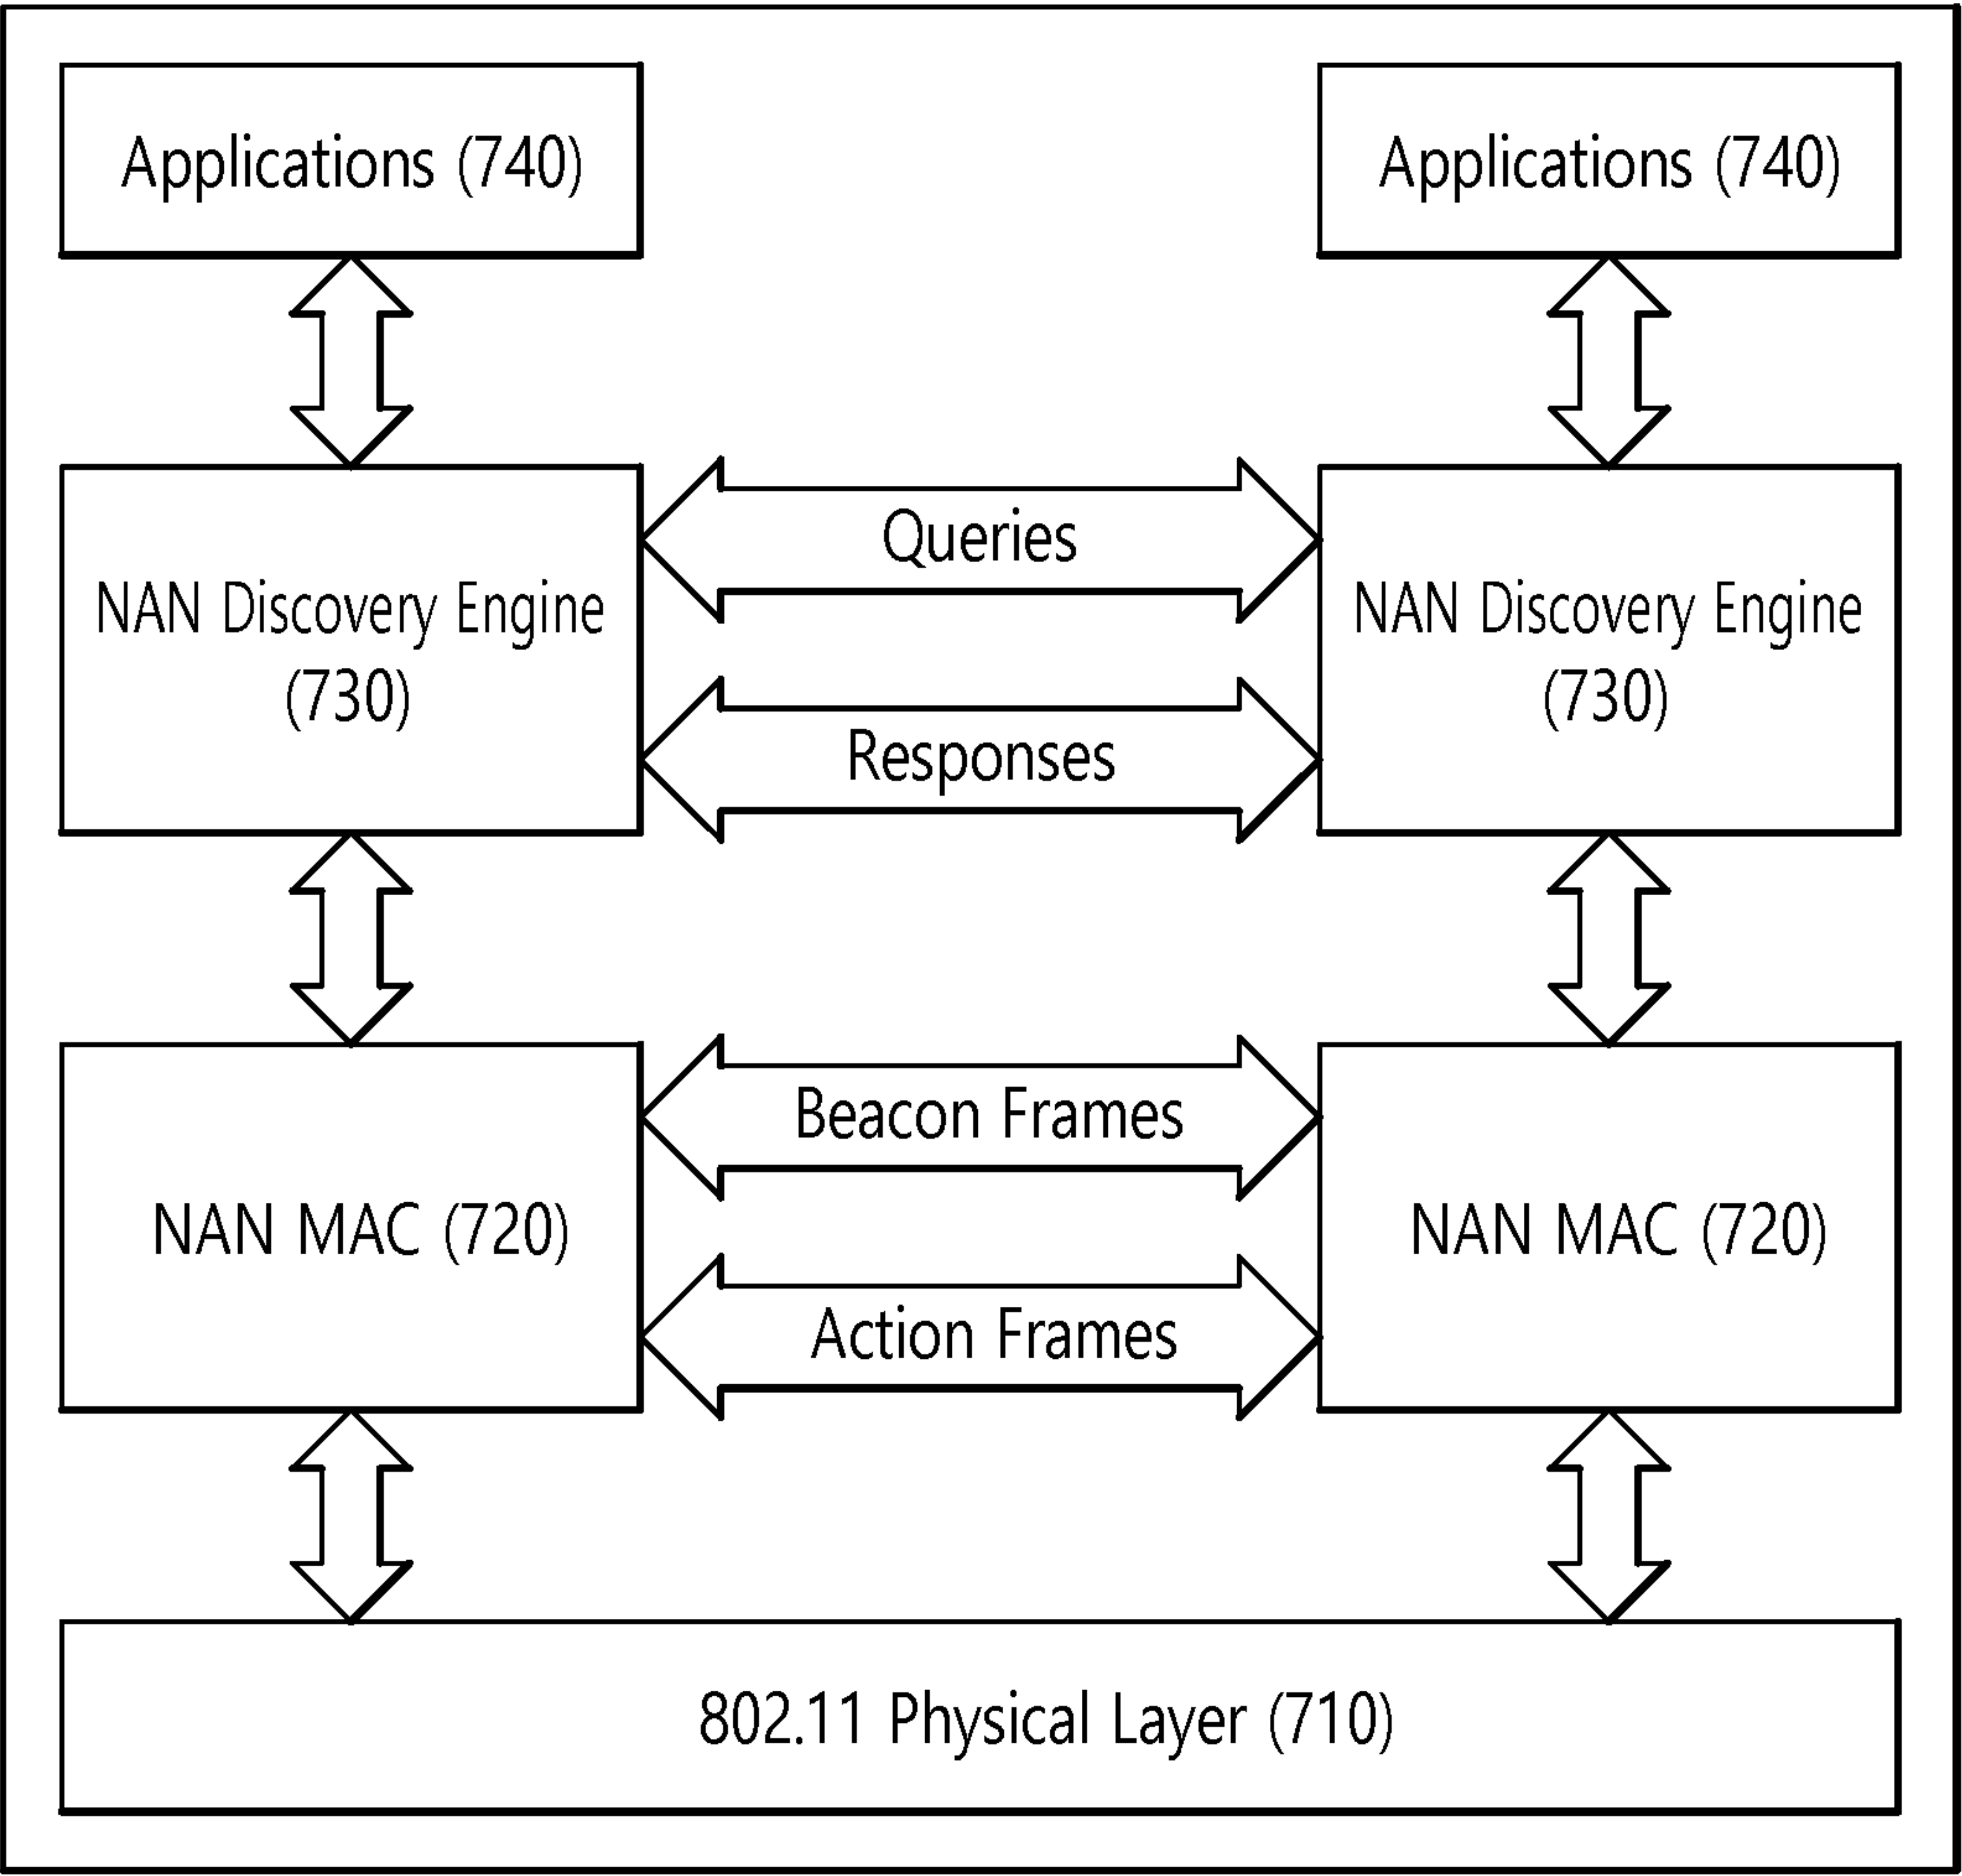 Applications (740)
Applications (740)
Queries
NAN Discovery Engine
(730)
NAN Discovery Engine
(730)
Responses
Beacon Frames
NAN MAC (720)
NAN MAC (720)
Action Frames
802.11 Physical Layer (710)